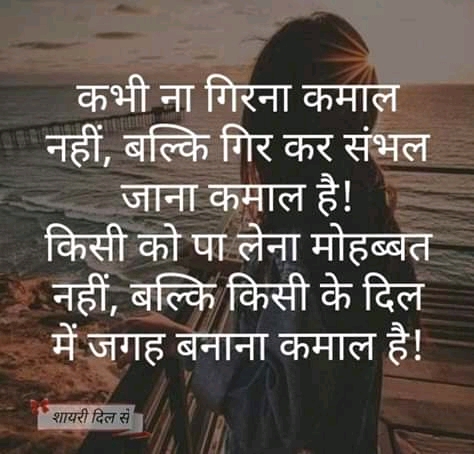 कभी ना गिरना कमाल
नहीं, बल्कि गिर कर संभल
जाना कमाल है!
किसी को पा लेना मोहब्बत
नहीं, बल्कि किसी के दिल
में जगह बनाना कमाल है!
शायरी दिल से